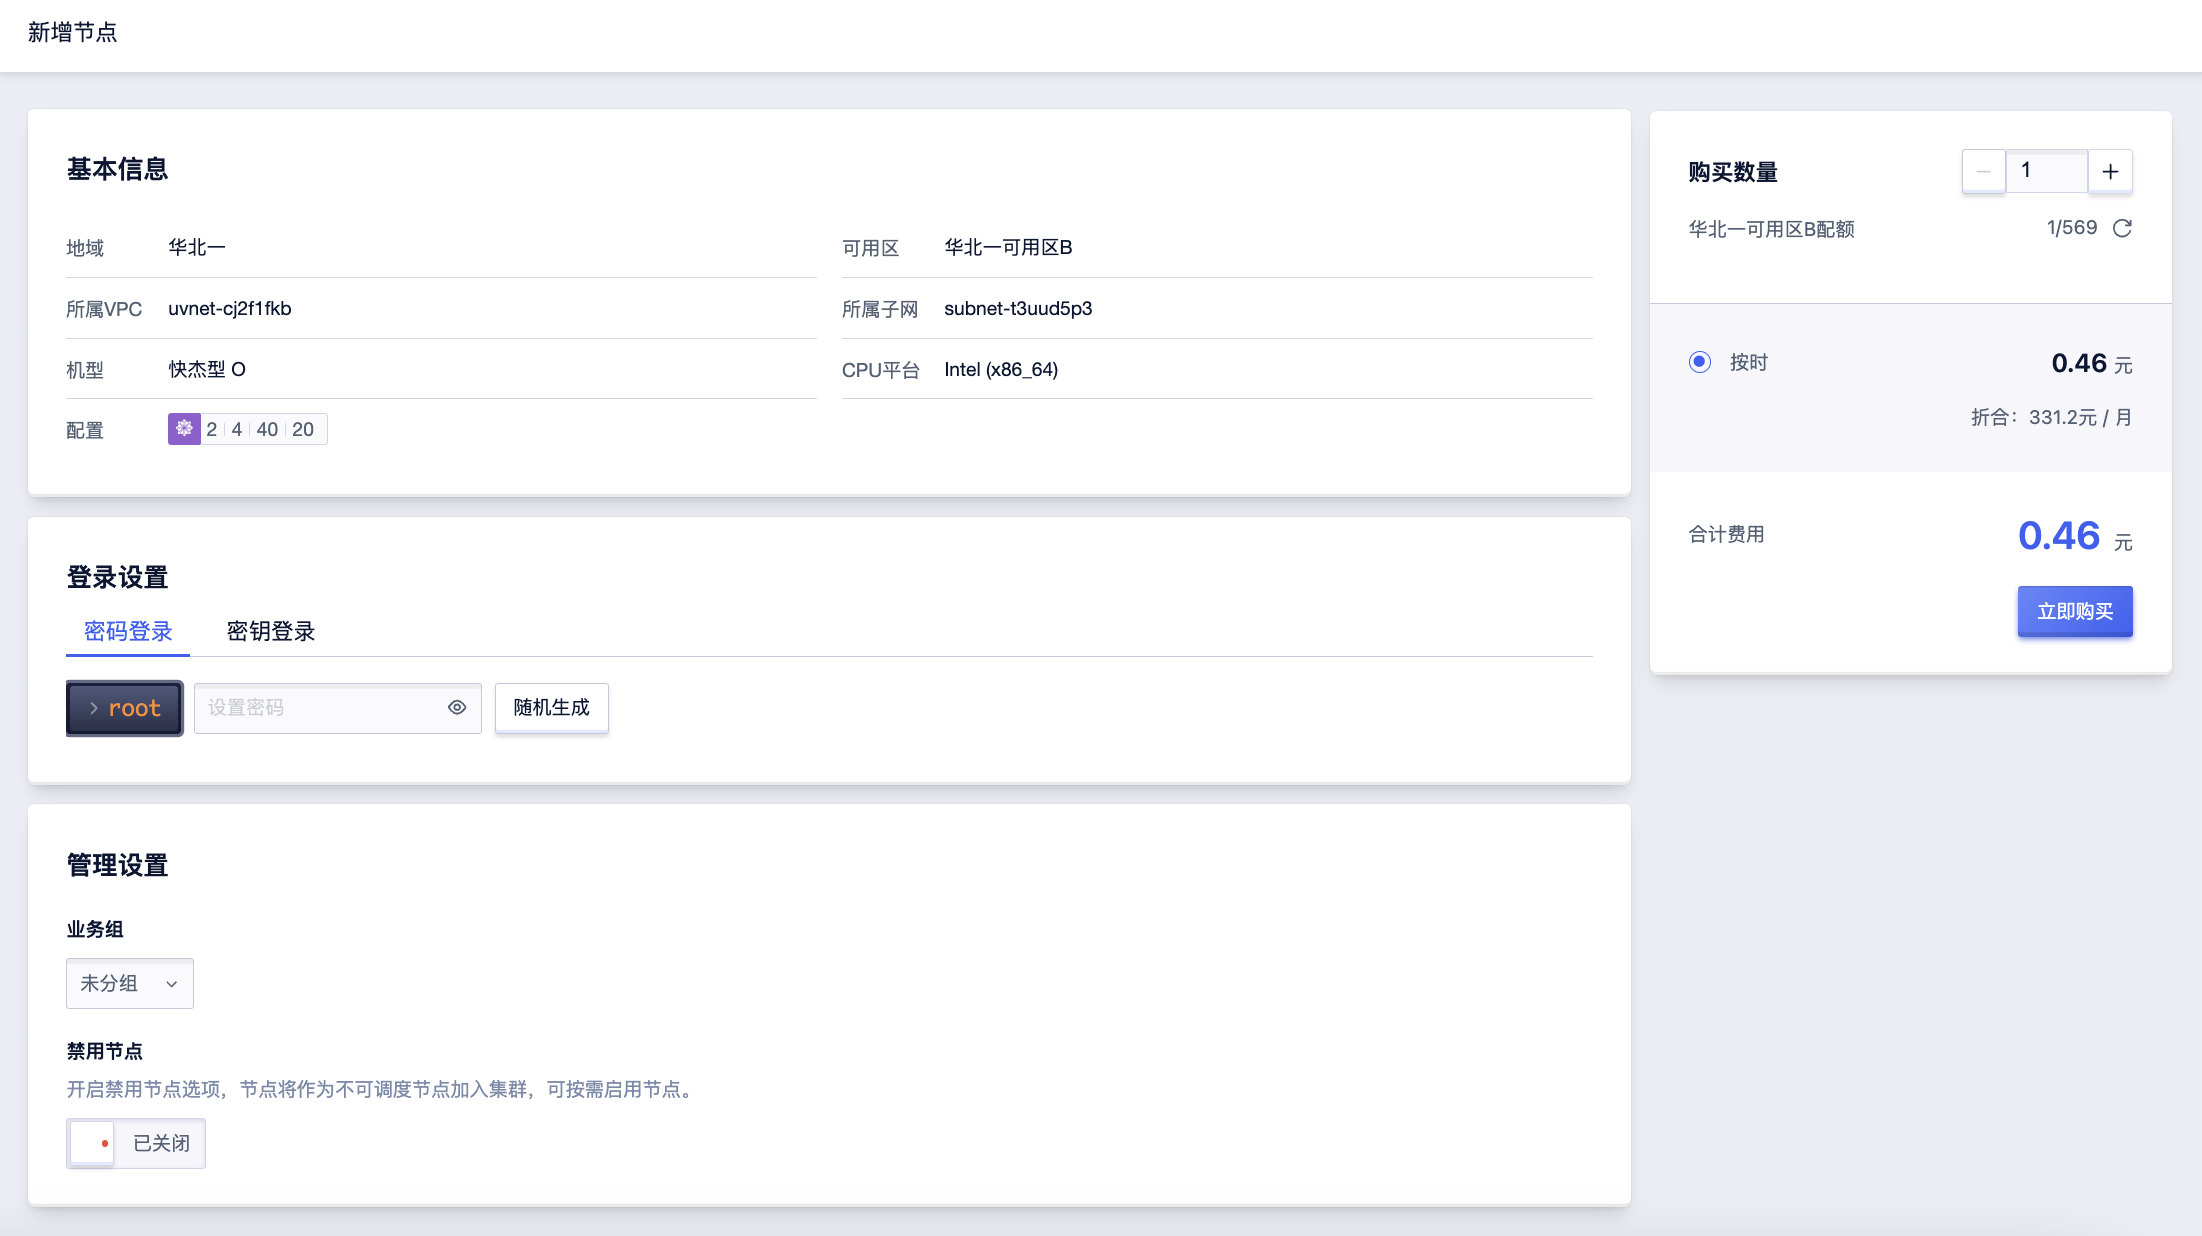 新增节点
基本信息
地域 华北一 可用区 华北一可用区B
所属VPC uvnet-cj2f1fkb 所属子网 subnet-t3uud5p3
机型 快杰型 O CPU平台 Intel (x86_64)
配置 2 4 40 20
登录设置
密码登录 密钥登录
root 设置密码 随机生成
管理设置
业务组
未分组
禁用节点
开启禁用节点选项，节点将作为不可调度节点加入集群，可按需启用节点。
已关闭
购买数量 1
华北一可用区B配额 1/569
按时 0.46 元
折合：331.2元 / 月
合计费用 0.46 元
立即购买